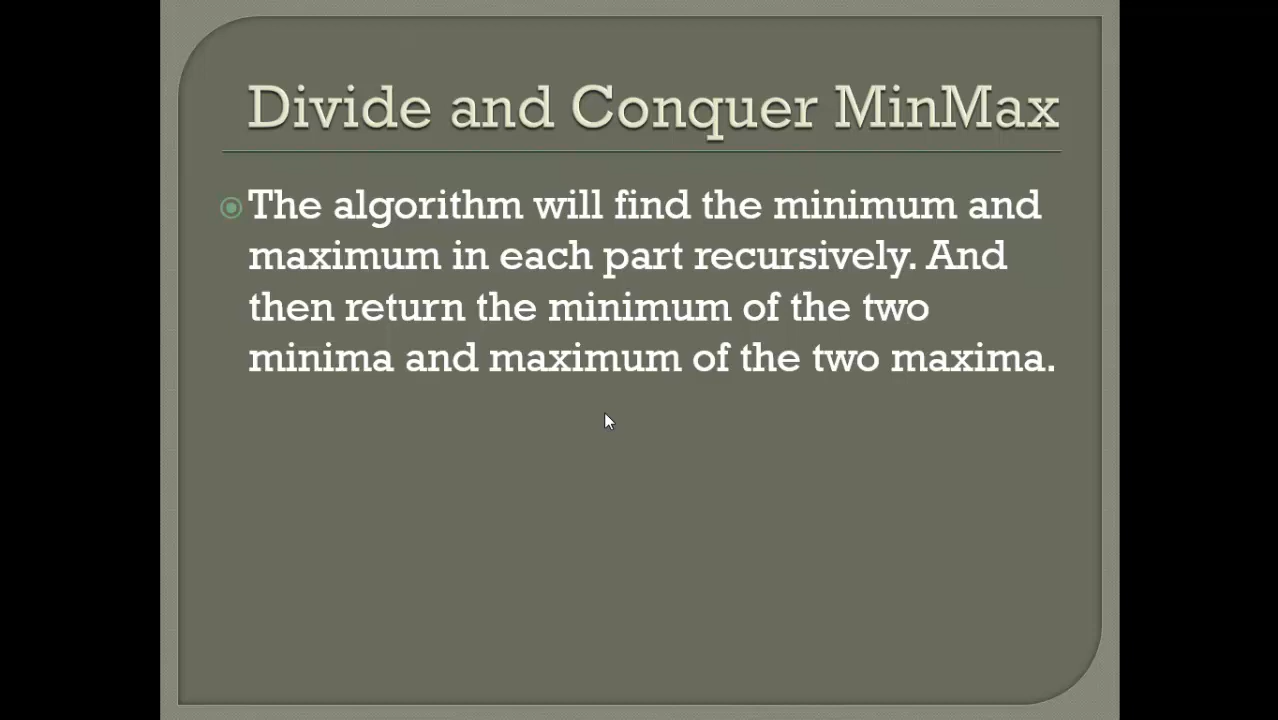 Divide and Conquer MinMax
The algorithm will find the minimum and
maximum in each part recursively. And
then return the minimum of the two
minima and maximum of the two maxima.